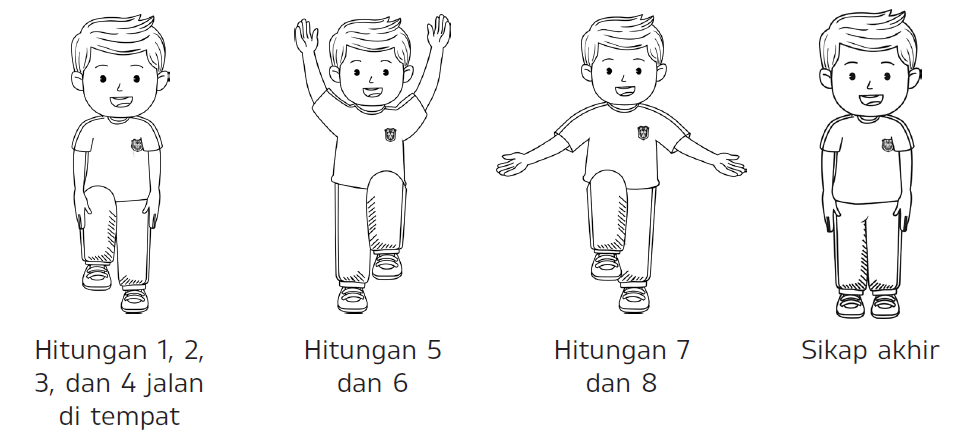 Hitungan 1, 2,
3, dan 4 jalan
di tempat
Hitungan 5
dan 6
Hitungan 7
dan 8
Sikap akhir